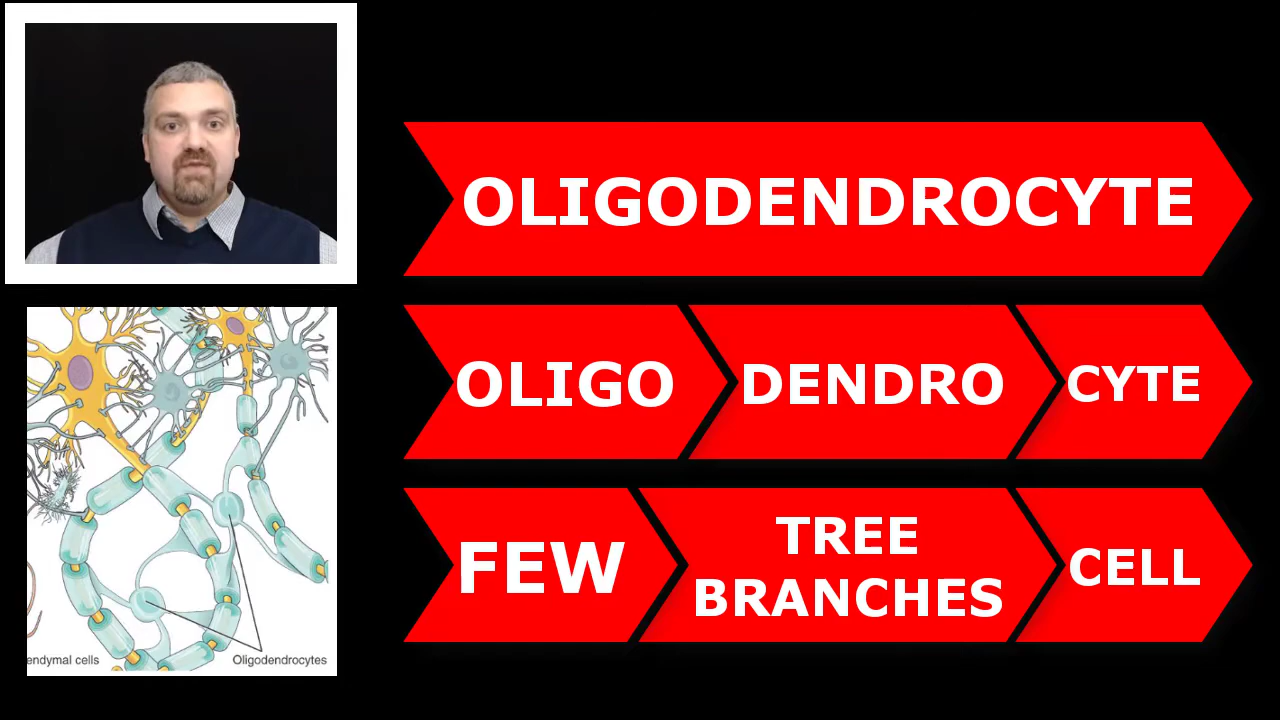 OLIGODENDROCYTE
OLIGO
DENDRO
CYTE
FEW
TREE
BRANCHES
CELL
endymal cells
Oligodendrocytes